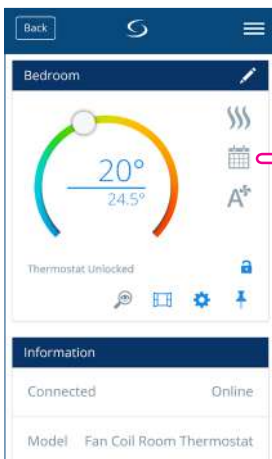 Back
Bedroom
20°
24.5°
A
Thermostat Unlocked
Information
Connected Online
Model Fan Coil Room Thermostat